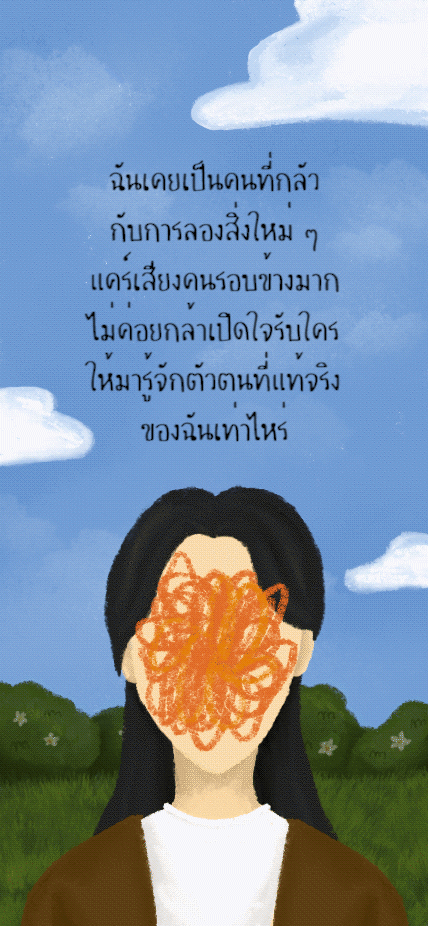 ฉันเคยเป็นคนที่กลัว
กับการลองสิ่งใหม่ ๆ
แคร์เสียงคนรอบข้างมาก
ไม่ค่อยกล้าเปิดใจรับใคร
ให้มารู้จักตัวตนที่แท้จริง
ของฉันเท่าไหร่